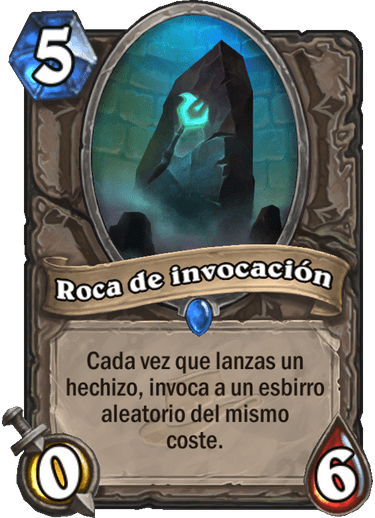 5
Roca de invocación
Cada vez que lanzas un
hechizo, invoca a un esbirro
aleatorio del mismo
coste.
0
6